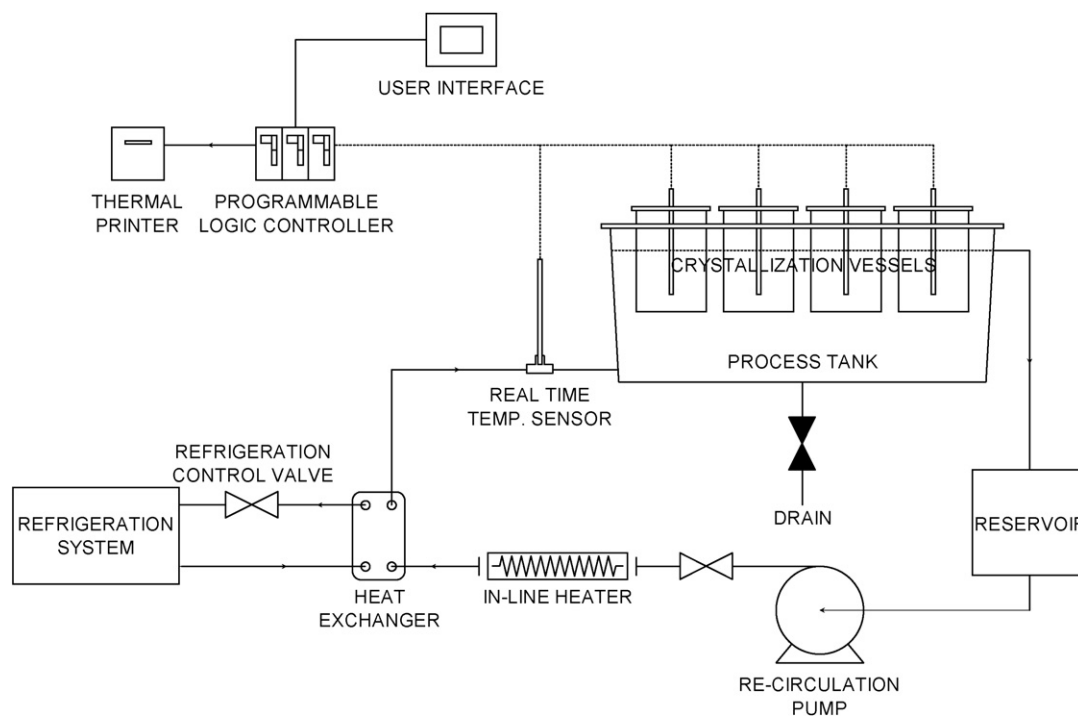 USER INTERFACE
THERMAL
PRINTER
PROGRAMMABLE
LOGIC CONTROLLER
CRYSTALLIZATION VESSELS
PROCESS TANK
REAL TIME
TEMP. SENSOR
REFRIGERATION
CONTROL VALVE
REFRIGERATION
SYSTEM
DRAIN
RESERVOIR
HEAT
EXCHANGER
IN-LINE HEATER
RE-CIRCULATION
PUMP